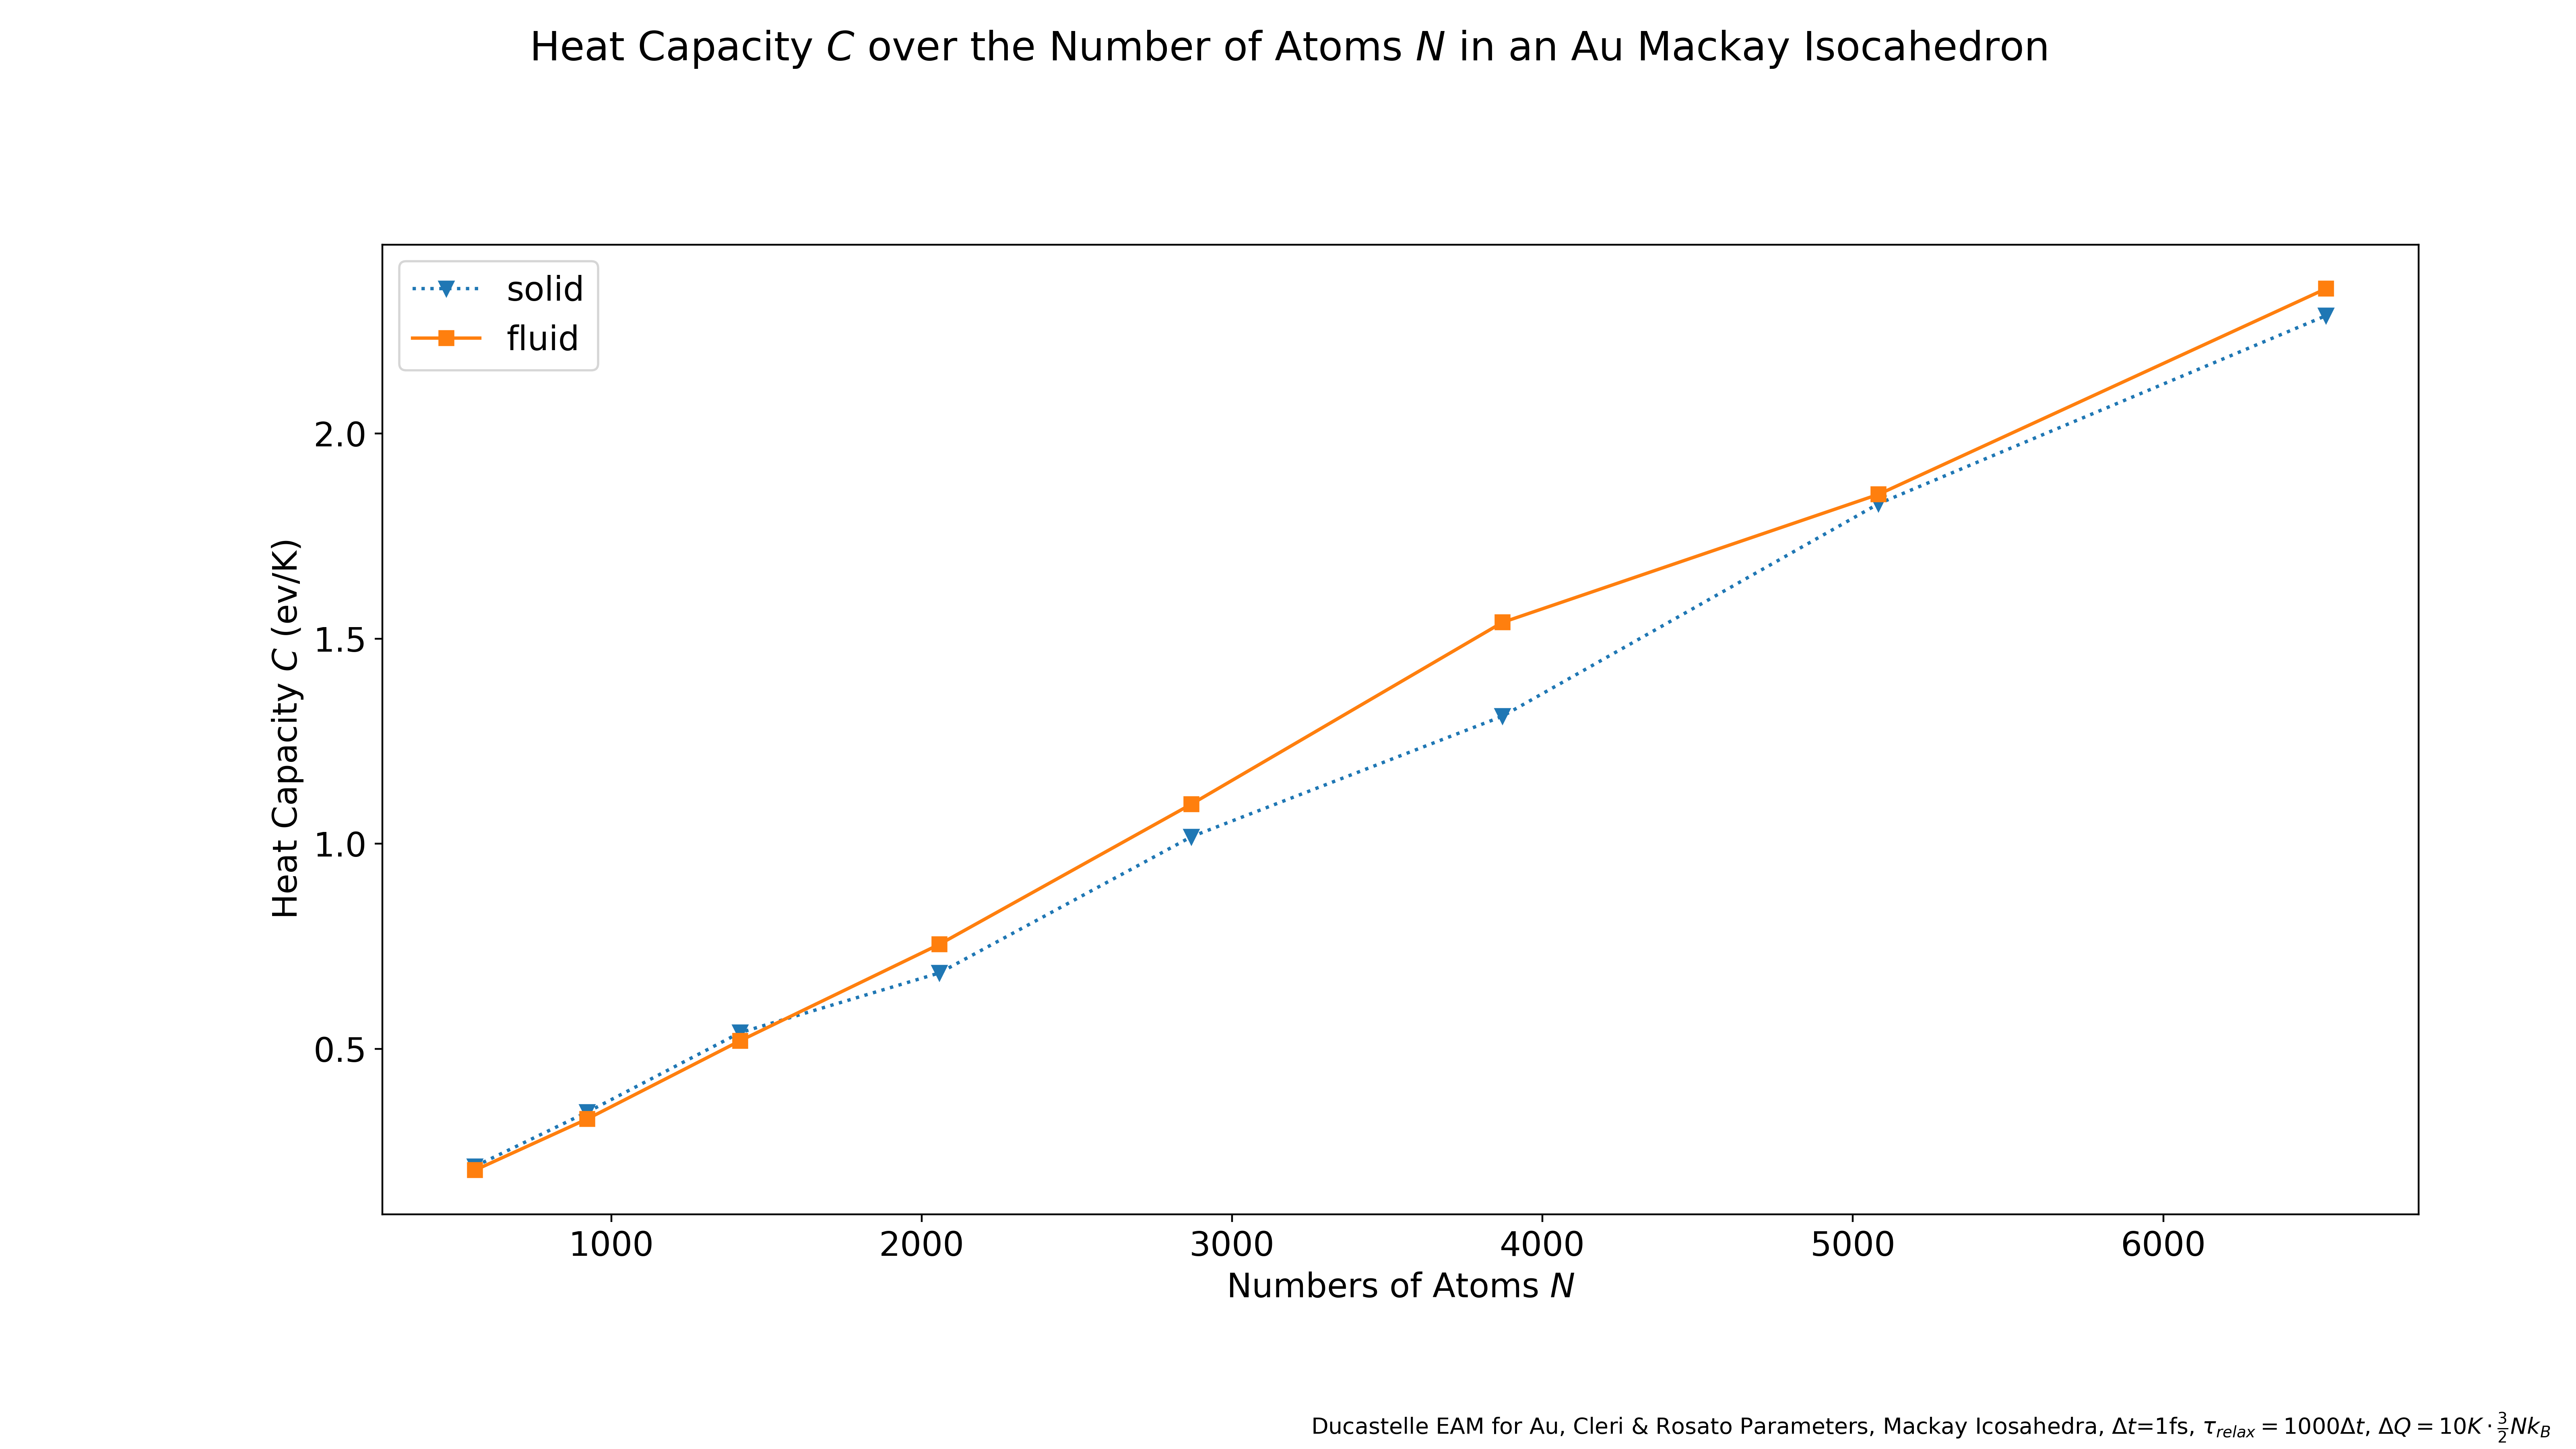 Heat Capacity C over the Number of Atoms N in an Au Mackay Isocahedron
solid
fluid
Heat Capacity C (ev/K)
2.0
1.5
1.0
0.5
1000 2000 3000 4000 5000 6000
Numbers of Atoms N
Ducastelle EAM for Au, Cleri & Rosato Parameters, Mackay Icosahedra, Δt=1fs, τ_relax = 1000Δt, ΔQ = 10K · 3/2 Nk_B